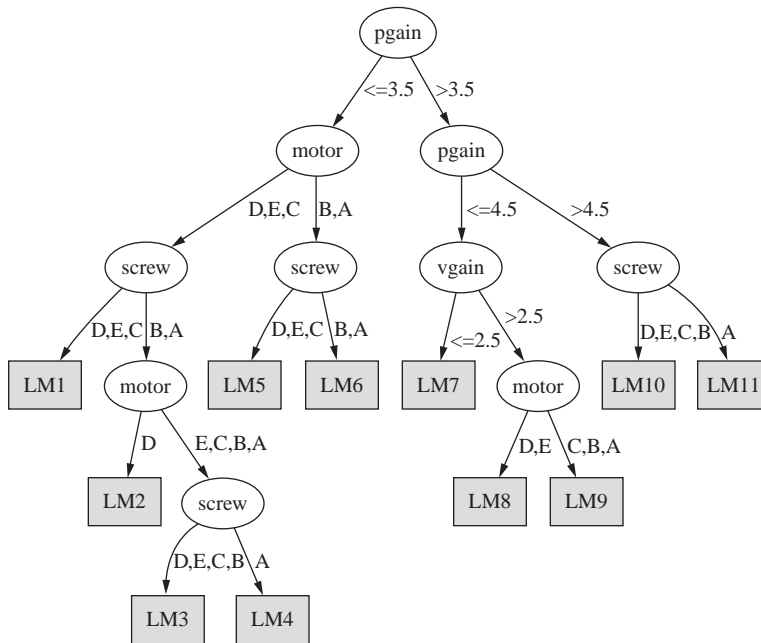 pgain
<=3.5 >3.5
motor pgain
D,E,C B,A <=4.5 >4.5
screw screw vgain screw
D,E,C B,A D,E,C B,A <=2.5 >2.5 D,E,C,B A
LM1 motor LM5 LM6 LM7 motor LM10 LM11
D E,C,B,A D,E C,B,A
LM2 screw LM8 LM9
D,E,C,B A
LM3 LM4